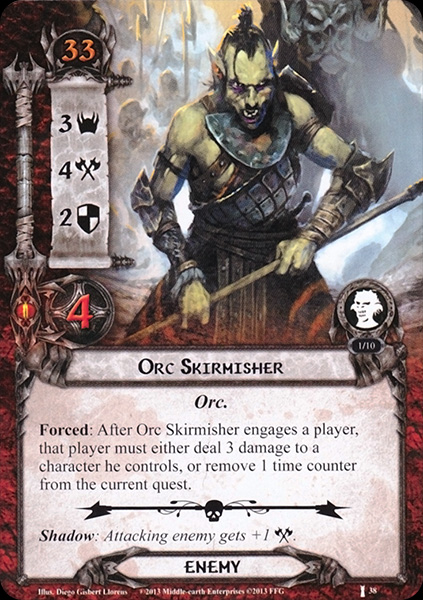 33
3
4
2
4
1/10
Orc Skirmisher
Orc.
Forced: After Orc Skirmisher engages a player,
that player must either deal 3 damage to a
character he controls, or remove 1 time counter
from the current quest.
Shadow: Attacking enemy gets +1 .
ENEMY
Illus. Diego Gisbert Llorens ©2013 Middle-earth Enterprises ©2013 FFG 38